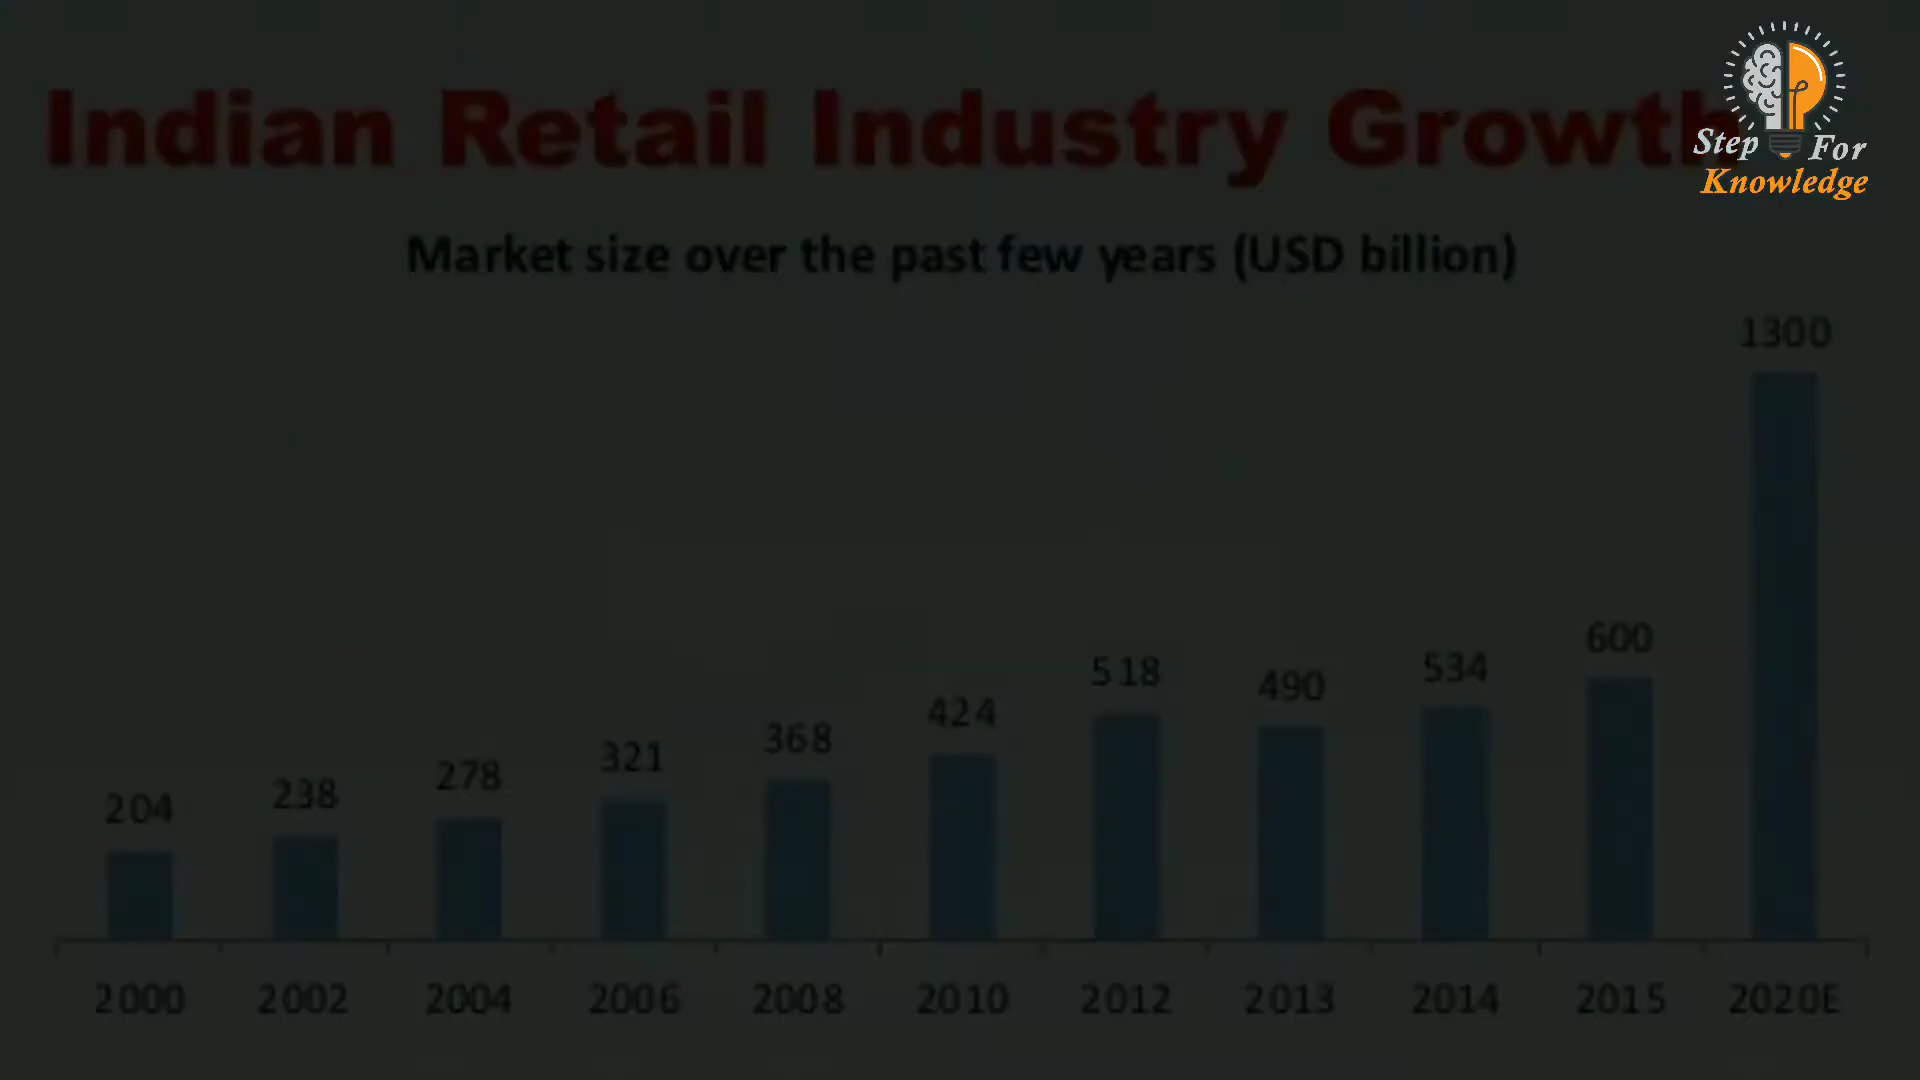 Indian Retail Industry Growth
Step For
Knowledge
Market size over the past few years (USD billion)
204 238 278 321 368 424 518 490 534 600 1300
2000 2002 2004 2006 2008 2010 2012 2013 2014 2015 2020E